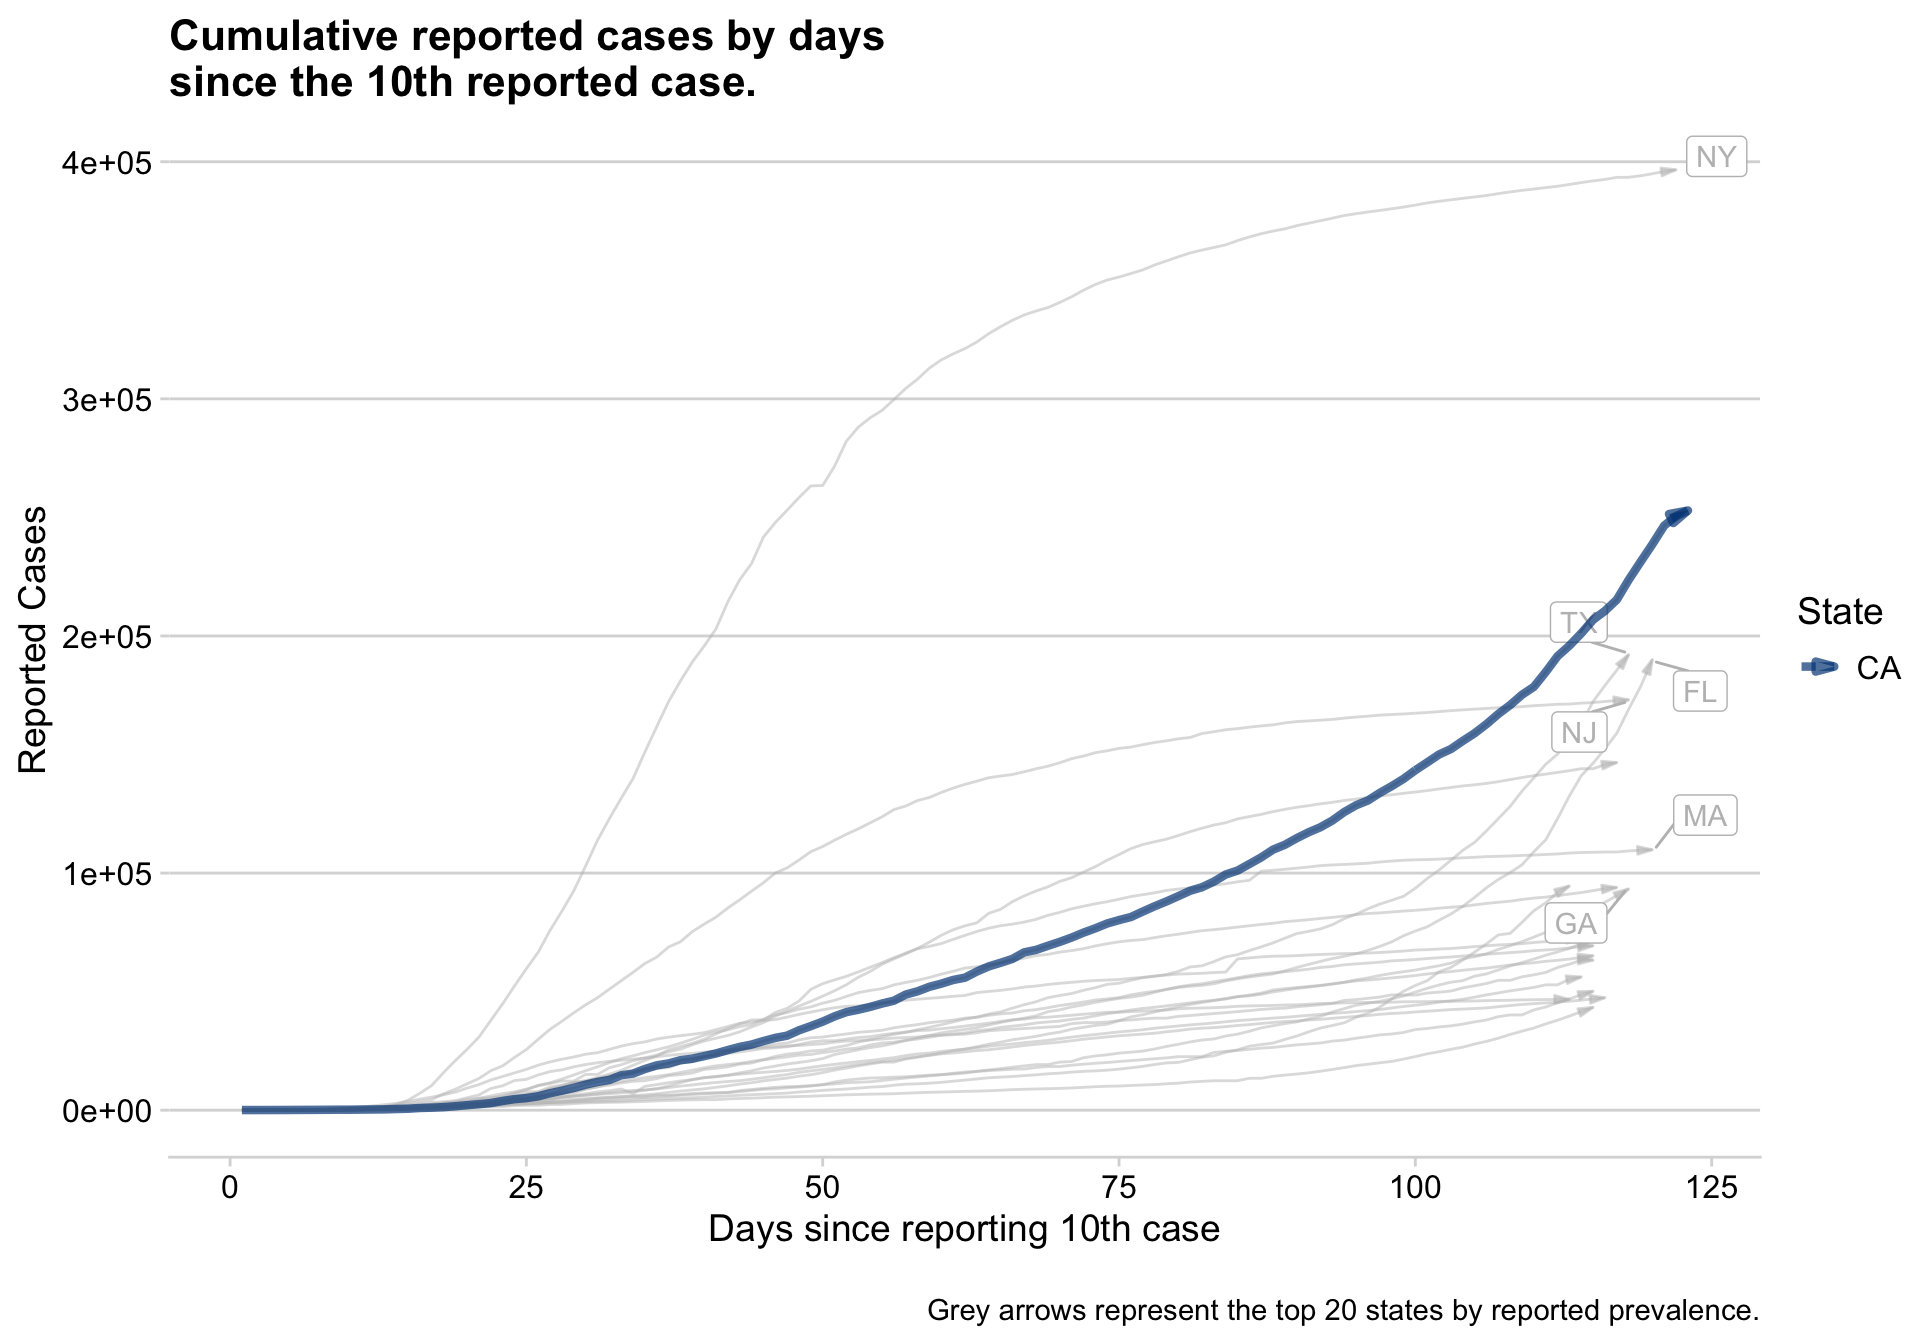 Cumulative reported cases by days
since the 10th reported case.
4e+05
3e+05
2e+05
1e+05
0e+00
Reported Cases
NY
TX
FL
NJ
MA
GA
State
CA
0 25 50 75 100 125
Days since reporting 10th case
Grey arrows represent the top 20 states by reported prevalence.